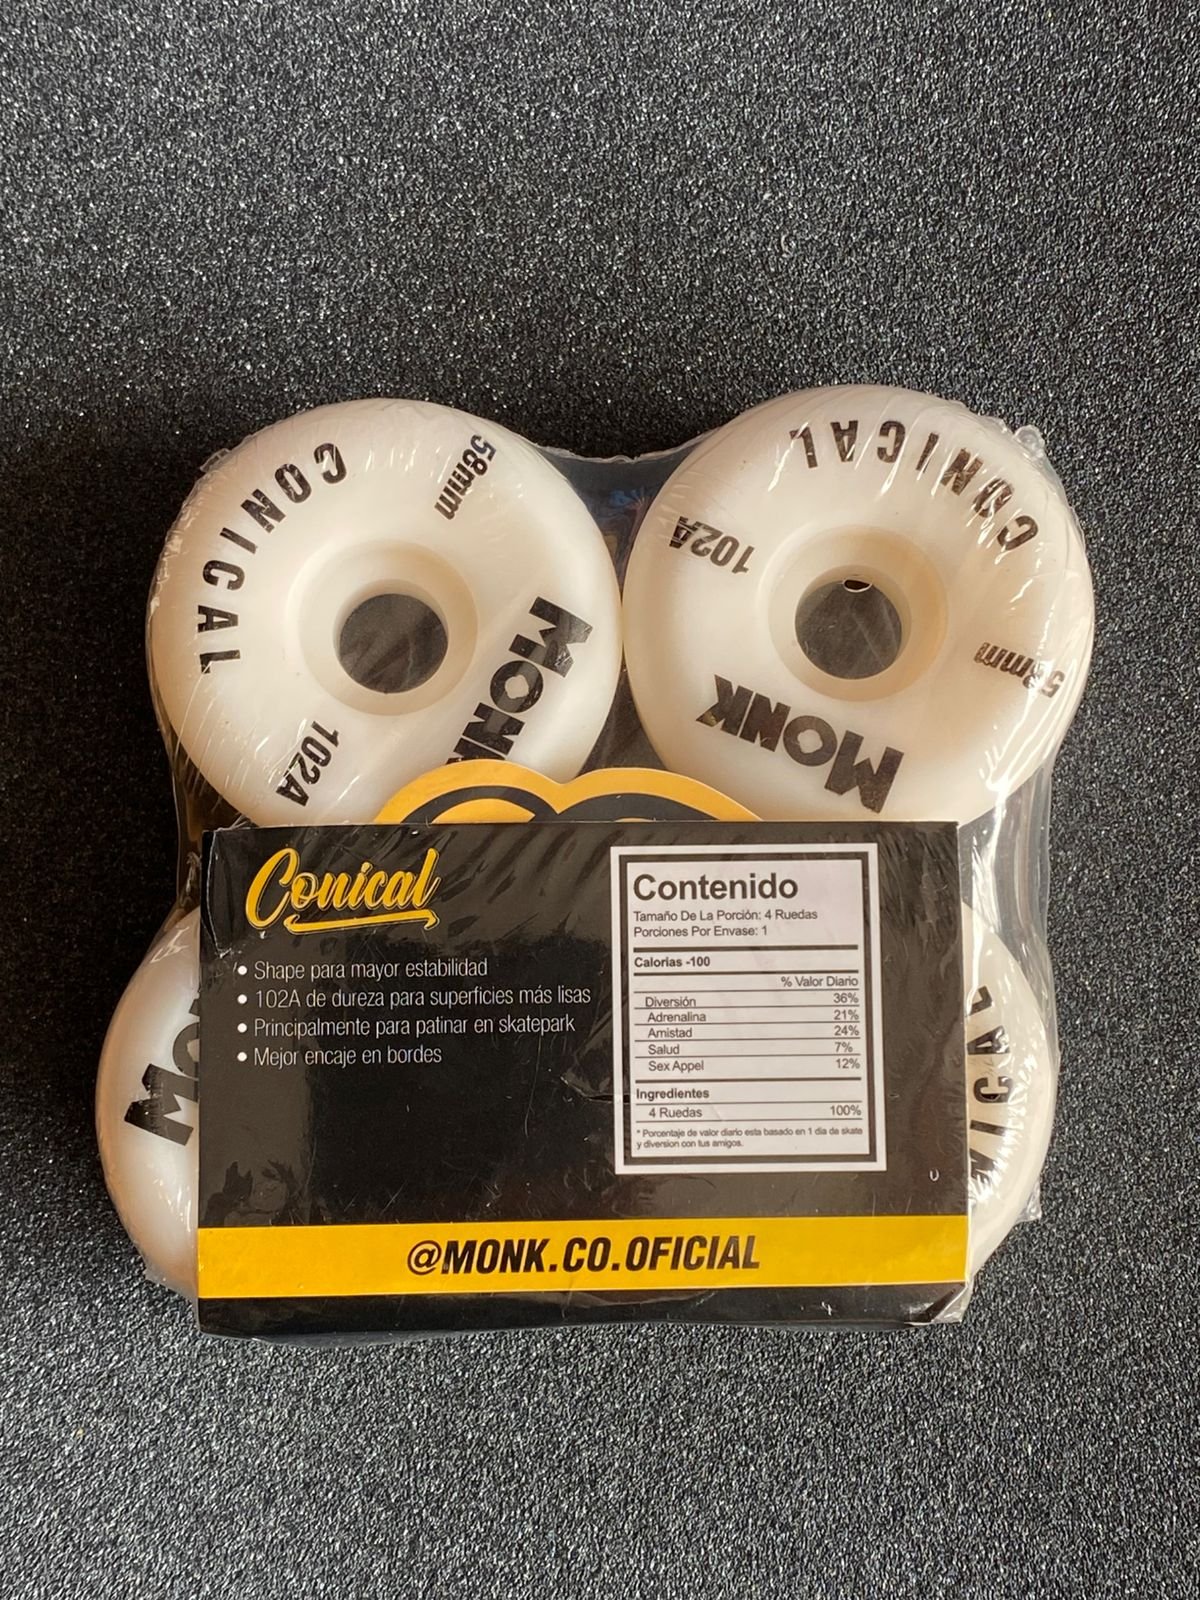 CONICAL
58mm
MONK
102A
CONICAL
102A
58mm
MONK
Conical
• Shape para mayor estabilidad
• 102A de dureza para superficies más lisas
• Principalmente para patinar en skatepark
• Mejor encaje en bordes
Contenido
Tamaño De La Porción: 4 Ruedas
Porciones Por Envase: 1
Calorias -100
% Valor Diario
Diversión 36%
Adrenalina 21%
Amistad 24%
Salud 7%
Sex Appel 12%
Ingredientes
4 Ruedas 100%
* Porcentaje de valor diario esta basado en 1 dia de skate
y diversion con tus amigos.
MO
NICAL
@MONK.CO.OFICIAL